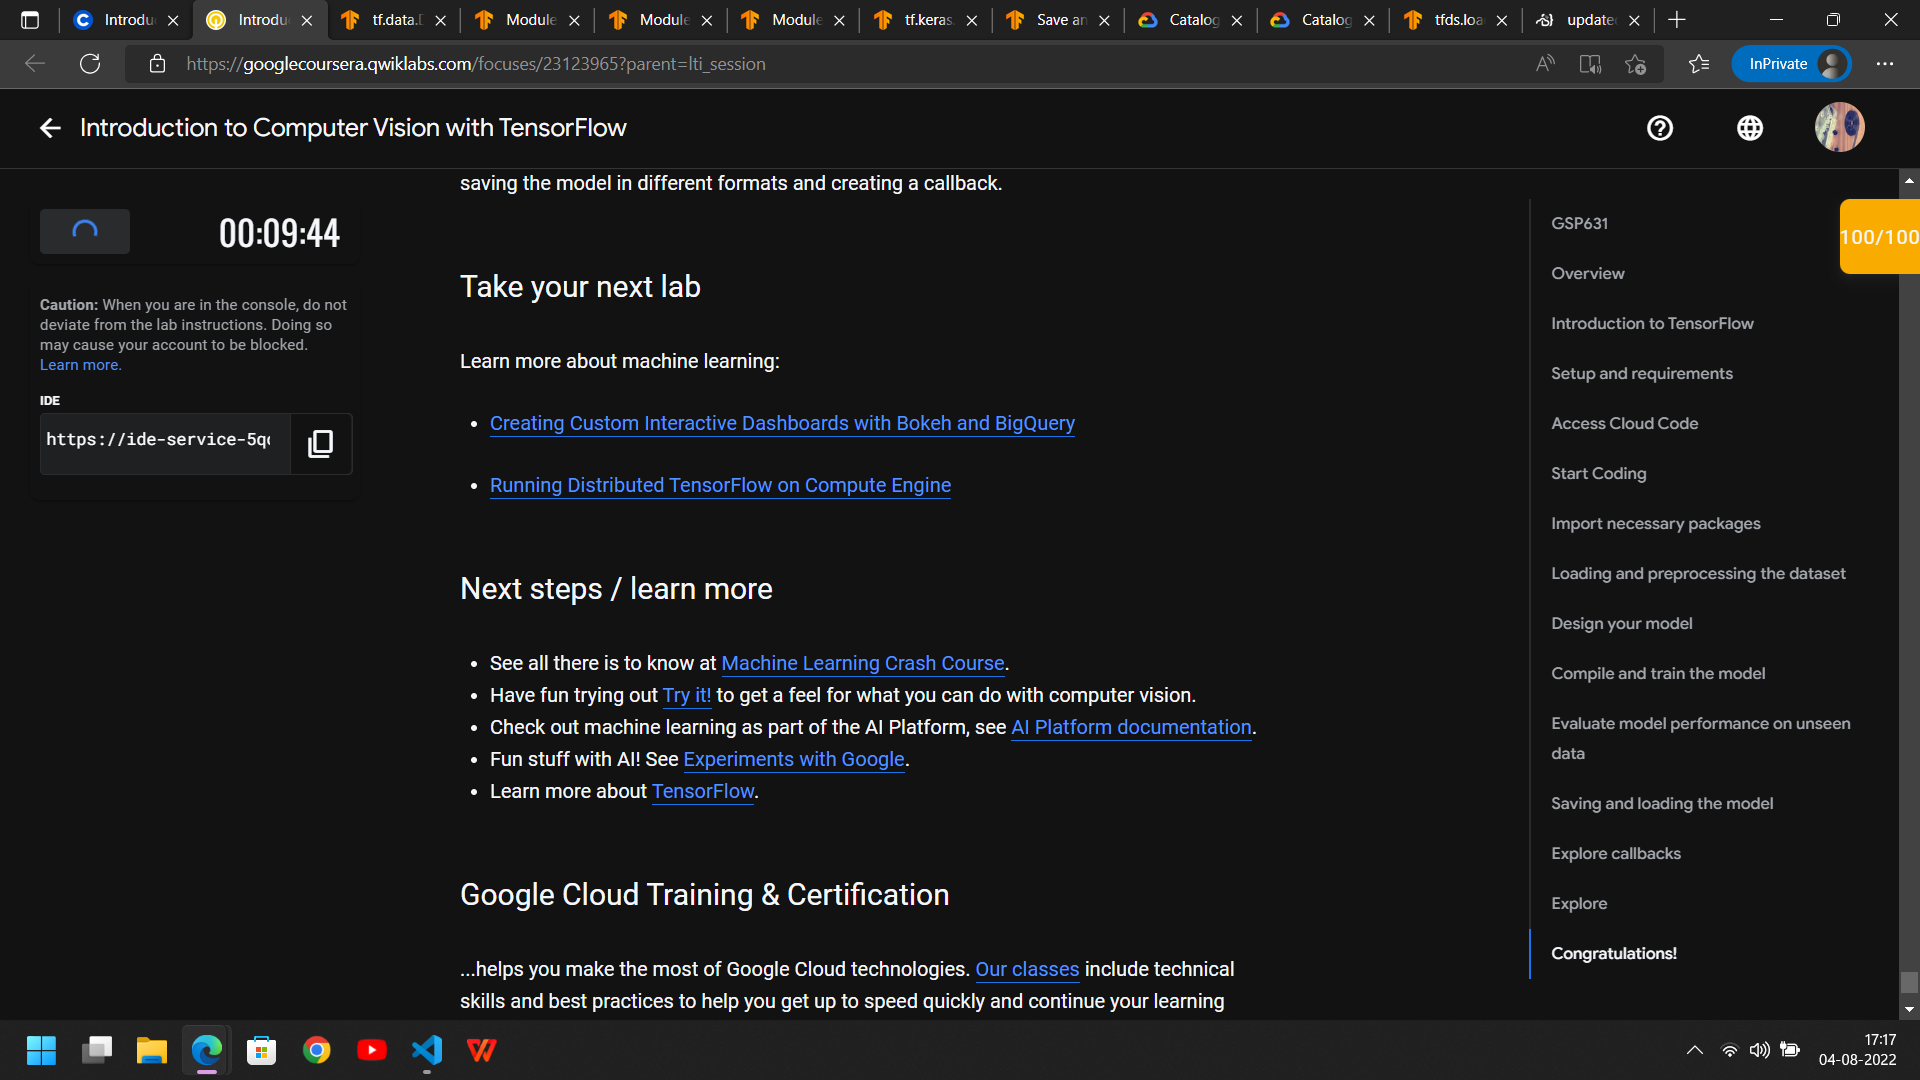 Introdu
Introdu
tf.data.D
Module
Module
Module
tf.keras.
Save an
Catalog
Catalog
tfds.loa
updated
https://googlecoursera.qwiklabs.com/focuses/23123965?parent=lti_session
InPrivate
Introduction to Computer Vision with TensorFlow
saving the model in different formats and creating a callback.
00:09:44
Caution: When you are in the console, do not
deviate from the lab instructions. Doing so
may cause your account to be blocked.
Learn more.
IDE
https://ide-service-5q
Take your next lab
Learn more about machine learning:
• Creating Custom Interactive Dashboards with Bokeh and BigQuery
• Running Distributed TensorFlow on Compute Engine
Next steps / learn more
• See all there is to know at Machine Learning Crash Course.
• Have fun trying out Try it! to get a feel for what you can do with computer vision.
• Check out machine learning as part of the AI Platform, see AI Platform documentation.
• Fun stuff with AI! See Experiments with Google.
• Learn more about TensorFlow.
Google Cloud Training & Certification
...helps you make the most of Google Cloud technologies. Our classes include technical
skills and best practices to help you get up to speed quickly and continue your learning
GSP631
100/100
Overview
Introduction to TensorFlow
Setup and requirements
Access Cloud Code
Start Coding
Import necessary packages
Loading and preprocessing the dataset
Design your model
Compile and train the model
Evaluate model performance on unseen
data
Saving and loading the model
Explore callbacks
Explore
Congratulations!
17:17
04-08-2022